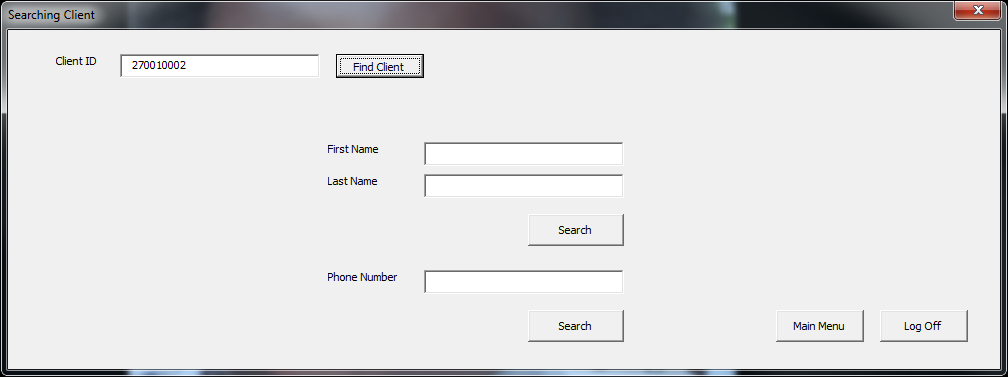 Searching Client
Client ID 270010002 Find Client
First Name
Last Name
Search
Phone Number
Search Main Menu Log Off